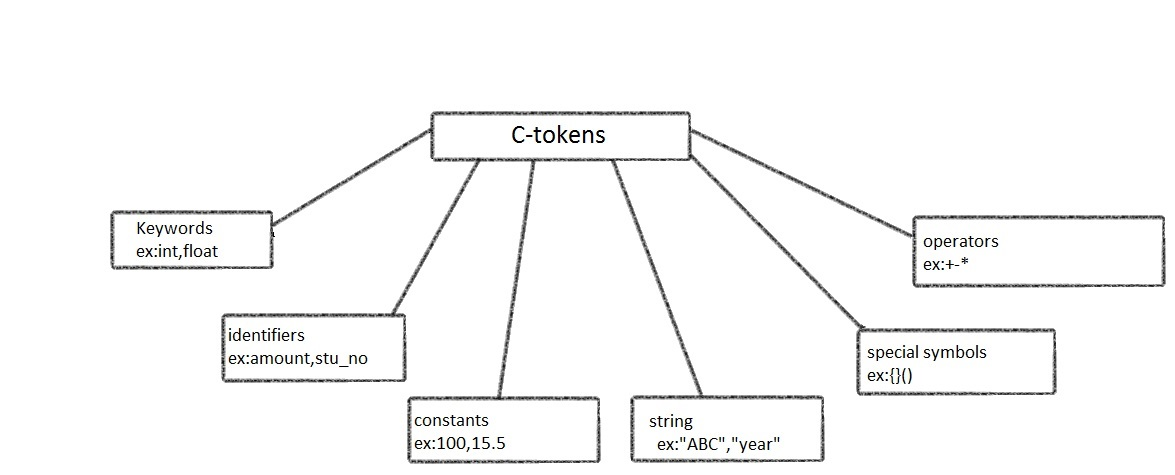 C-tokens
Keywords
ex:int,float
identifiers
ex:amount,stu_no
constants
ex:100,15.5
string
ex:"ABC","year"
special symbols
ex:{}()
operators
ex:+-*